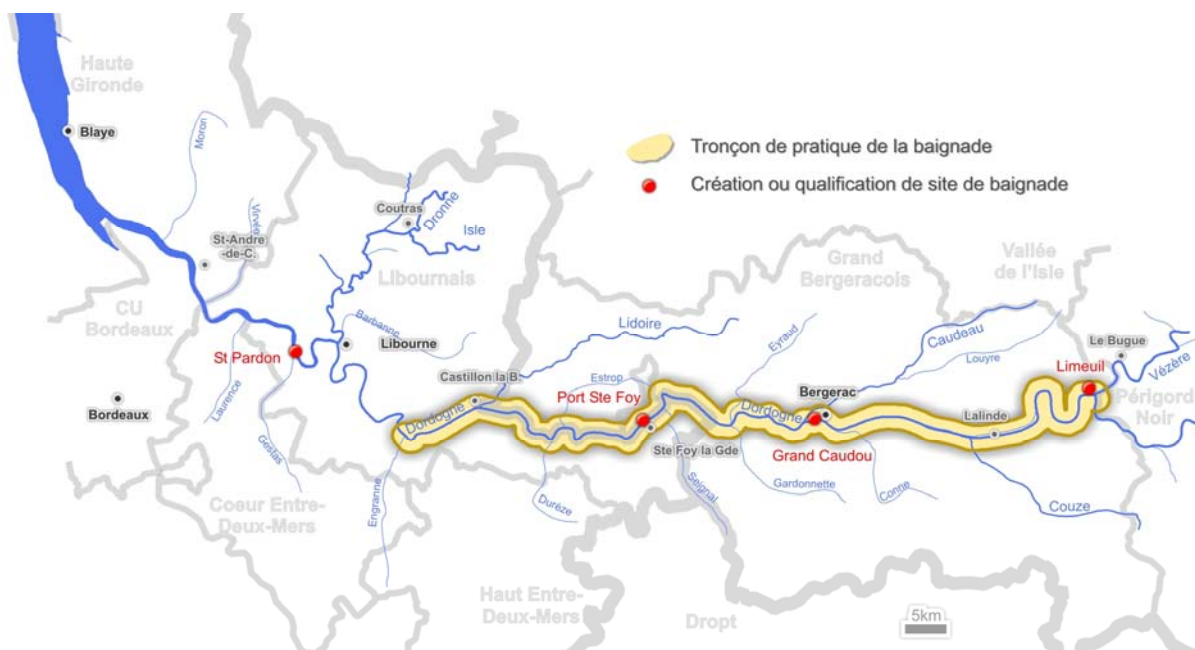 Haute
Gironde
Blaye
Moron
Tronçon de pratique de la baignade
Création ou qualification de site de baignade
Coutras
Dronne
Isle
Virvée
St-Andre
-de-C.
Libournais
Grand
Bergeracois
Vallée
de l'Isle
CU
Bordeaux
Barbanne
Libourne
Lidoire
Eyraud
Caudeau
Louyre
Le Bugue
Vézère
St Pardon
Castillon la B.
Estrop
Port Ste Foy
Bergerac
Limeuil
Périgord
Noir
Laurence
Bordeaux
Dordogne
Dordogne
Lalinde
Ste Foy la Gde
Grand Caudou
Gestas
Engranne
Durèze
Seignal
Gardonnette
Conne
Couze
Coeur Entre-
Deux-Mers
Haut Entre-
Deux-Mers
Dropt
5km